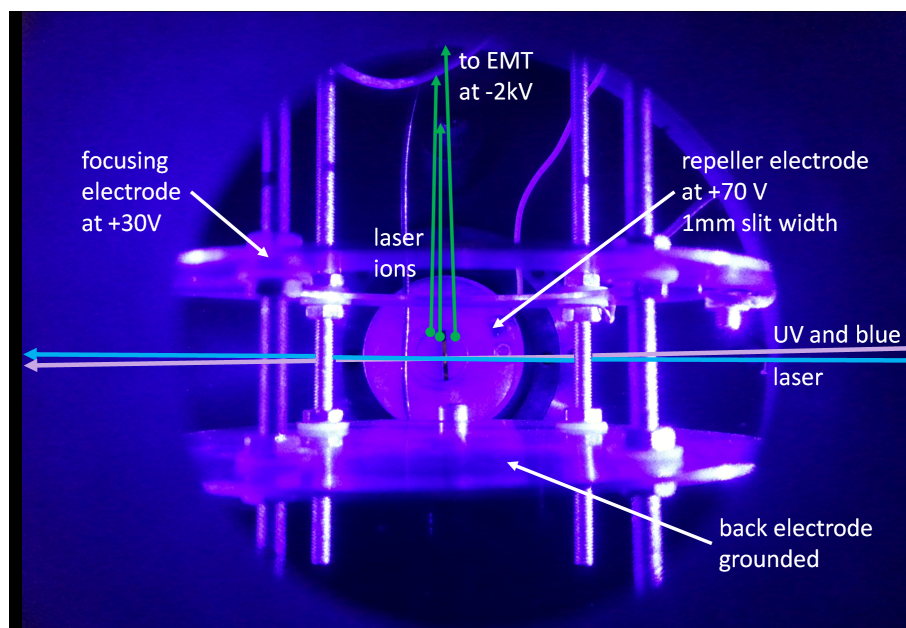 to EMT
at -2kV
focusing
electrode
at +30V
repeller electrode
at +70 V
1mm slit width
laser
ions
UV and blue
laser
back electrode
grounded